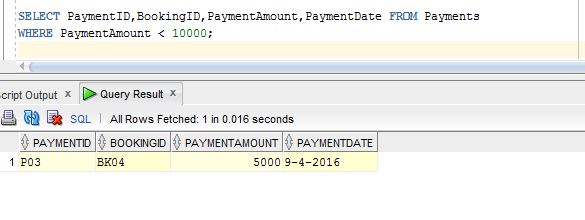 SELECT PaymentID,BookingID,PaymentAmount,PaymentDate FROM Payments
WHERE PaymentAmount < 10000;
Script Output x Query Result x
SQL | All Rows Fetched: 1 in 0.016 seconds
PAYMENTID BOOKINGID PAYMENTAMOUNT PAYMENTDATE
1 P03 BK04 5000 9-4-2016